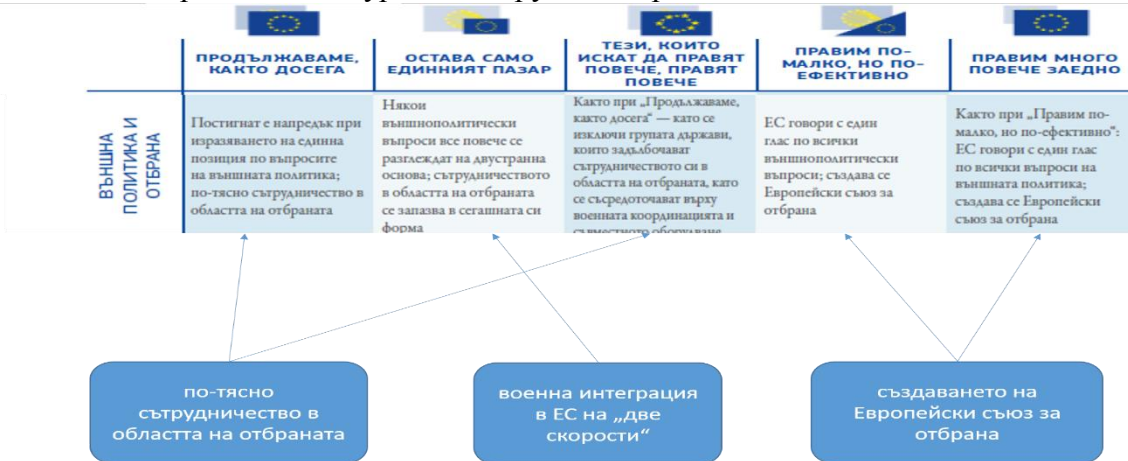 ПРОДЪЛЖАВАМЕ,
КАКТО ДОСЕГА
ОСТАВА САМО
ЕДИННИЯТ ПАЗАР
ТЕЗИ, КОИТО
ИСКАТ ДА ПРАВЯТ
ПОВЕЧЕ, ПРАВЯТ
ПОВЕЧЕ
ПРАВИМ ПО-
МАЛКО, НО ПО-
ЕФЕКТИВНО
ПРАВИМ МНОГО
ПОВЕЧЕ ЗАЕДНО
ВЪНШНА
ПОЛИТИКА И
ОТБРАНА
Постигнат е напредък при
изразяването на единна
позиция по въпросите
на външната политика;
по-тясно сътрудничество в
областта на отбраната
Някои
външнополитически
въпроси все повече се
разглеждат на двустранна
основа; сътрудничеството
в областта на отбраната
се запазва в сегашната си
форма
Както при „Продължаваме,
както досега“ — като се
изключи групата държави,
които задълбочават
сътрудничеството си в
областта на отбраната, като
се съсредоточават върху
военната координацията и
съвместното оборудване
ЕС говори с един
глас по всички
външнополитически
въпроси; създава се
Европейски съюз за
отбрана
Както при „Правим по-
малко, но по-ефективно“:
ЕС говори с един глас
по всички въпроси на
външната политика;
създава се Европейски
съюз за отбрана
по-тясно
сътрудничество в
областта на отбраната
военна интеграция
в ЕС на „две
скорости“
създаването на
Европейски съюз за
отбрана